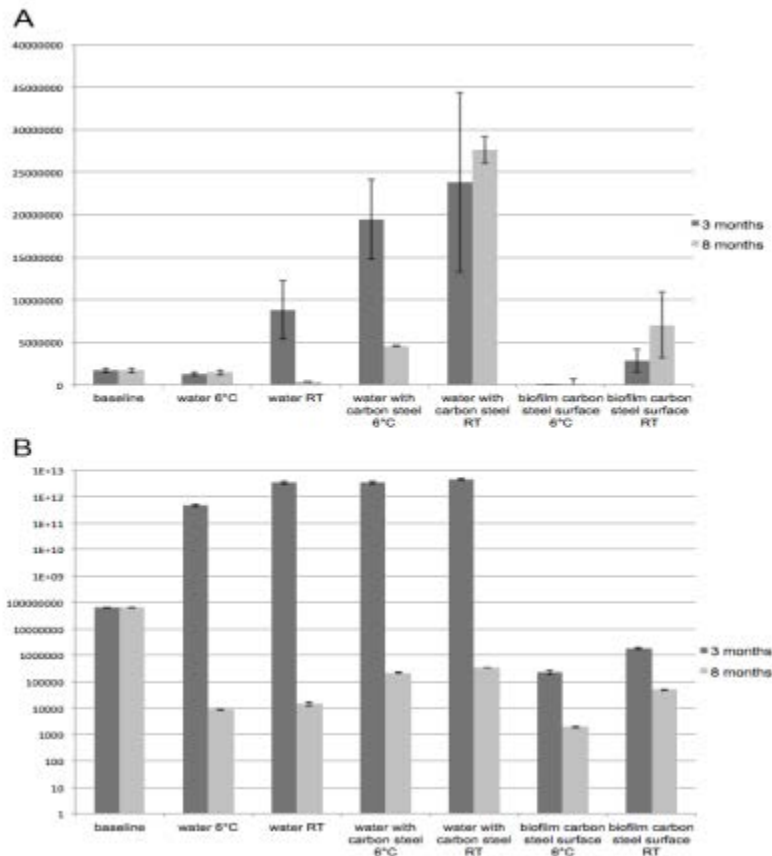 A
40000000
35000000
30000000
25000000
20000000
15000000
10000000
5000000
0
baseline
water 6°C
water RT
water with
carbon steel
6°C
water with
carbon steel
RT
biofilm carbon
steel surface
6°C
biofilm carbon
steel surface
RT
3 months
8 months
B
1E+13
1E+12
1E+11
1E+10
1E+09
100000000
10000000
1000000
100000
10000
1000
100
10
1
baseline
water 6°C
water RT
water with
carbon steel
6°C
water with
carbon steel
RT
biofilm carbon
steel surface
6°C
biofilm carbon
steel surface
RT
3 months
8 months